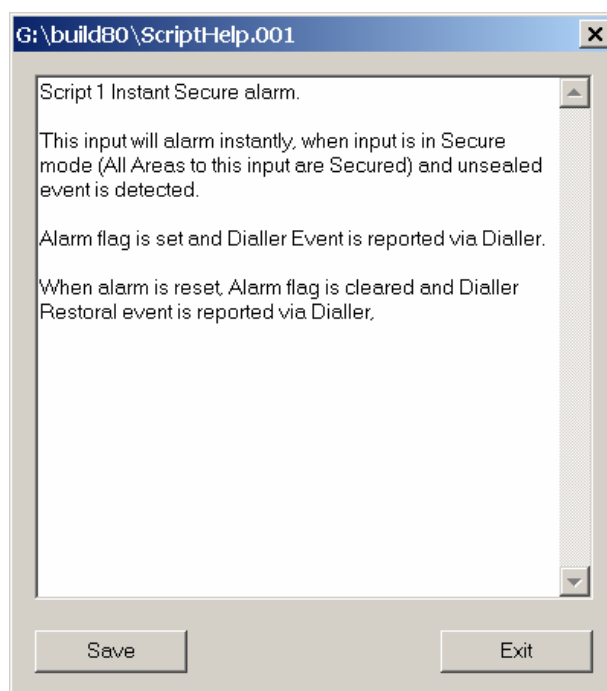 G:\build80\ScriptHelp.001
Script 1 Instant Secure alarm.
This input will alarm instantly, when input is in Secure
mode (All Areas to this input are Secured) and unsealed
event is detected.
Alarm flag is set and Dialler Event is reported via Dialler.
When alarm is reset, Alarm flag is cleared and Dialler
Restoral event is reported via Dialler,
Save
Exit